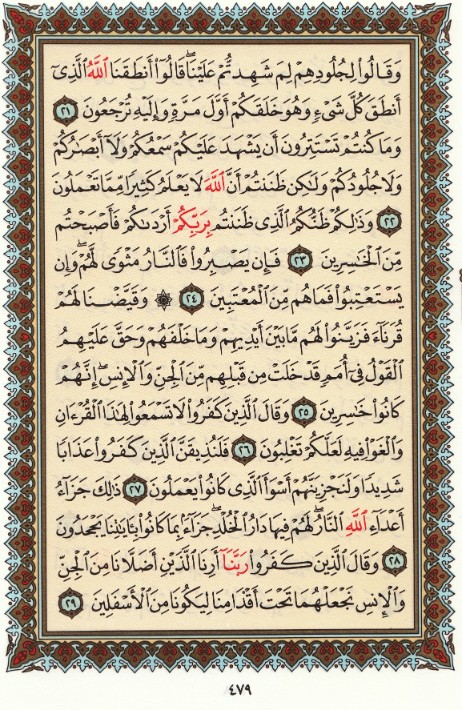 وَقَالُوا۟ لِجُلُودِهِمْ لِمَ شَهِدتُّمْ عَلَيْنَا ۖ قَالُوٓا۟ أَنطَقَنَا ٱللَّهُ ٱلَّذِىٓ
أَنطَقَ كُلَّ شَىْءٍ وَهُوَ خَلَقَكُمْ أَوَّلَ مَرَّةٍ وَإِلَيْهِ تُرْجَعُونَ ٢١
وَمَا كُنتُمْ تَسْتَتِرُونَ أَن يَشْهَدَ عَلَيْكُمْ سَمْعُكُمْ وَلَآ أَبْصَٰرُكُمْ
وَلَا جُلُودُكُمْ وَلَٰكِن ظَنَنتُمْ أَنَّ ٱللَّهَ لَا يَعْلَمُ كَثِيرًا مِّمَّا تَعْمَلُونَ
٢٢ وَذَٰلِكُمْ ظَنُّكُمُ ٱلَّذِى ظَنَنتُم بِرَبِّكُمْ أَرْدَىٰكُمْ فَأَصْبَحْتُم
مِّنَ ٱلْخَٰسِرِينَ ٢٣ فَإِن يَصْبِرُوا۟ فَٱلنَّارُ مَثْوًى لَّهُمْ ۖ وَإِن
يَسْتَعْتِبُوا۟ فَمَا هُم مِّنَ ٱلْمُعْتَبِينَ ٢٤ ۞ وَقَيَّضْنَا لَهُمْ
قُرَنَآءَ فَزَيَّنُوا۟ لَهُم مَّا بَيْنَ أَيْدِيهِمْ وَمَا خَلْفَهُمْ وَحَقَّ عَلَيْهِمُ
ٱلْقَوْلُ فِىٓ أُمَمٍ قَدْ خَلَتْ مِن قَبْلِهِم مِّنَ ٱلْجِنِّ وَٱلْإِنسِ ۖ إِنَّهُمْ
كَانُوا۟ خَٰسِرِينَ ٢٥ وَقَالَ ٱلَّذِينَ كَفَرُوا۟ لَا تَسْمَعُوا۟ لِهَٰذَا ٱلْقُرْءَانِ
وَٱلْغَوْا۟ فِيهِ لَعَلَّكُمْ تَغْلِبُونَ ٢٦ فَلَنُذِيقَنَّ ٱلَّذِينَ كَفَرُوا۟ عَذَابًا
شَدِيدًا وَلَنَجْزِيَنَّهُمْ أَسْوَأَ ٱلَّذِى كَانُوا۟ يَعْمَلُونَ ٢٧ ذَٰلِكَ جَزَآءُ
أَعْدَآءِ ٱللَّهِ ٱلنَّارُ ۖ لَهُمْ فِيهَا دَارُ ٱلْخُلْدِ ۖ جَزَآءًۢ بِمَا كَانُوا۟ بِـَٔايَٰتِنَا يَجْحَدُونَ
٢٨ وَقَالَ ٱلَّذِينَ كَفَرُوا۟ رَبَّنَآ أَرِنَا ٱلَّذَيْنِ أَضَلَّانَا مِنَ ٱلْجِنِّ
وَٱلْإِنسِ نَجْعَلْهُمَا تَحْتَ أَقْدَامِنَا لِيَكُونَا مِنَ ٱلْأَسْفَلِينَ ٢٩
٤٧٩